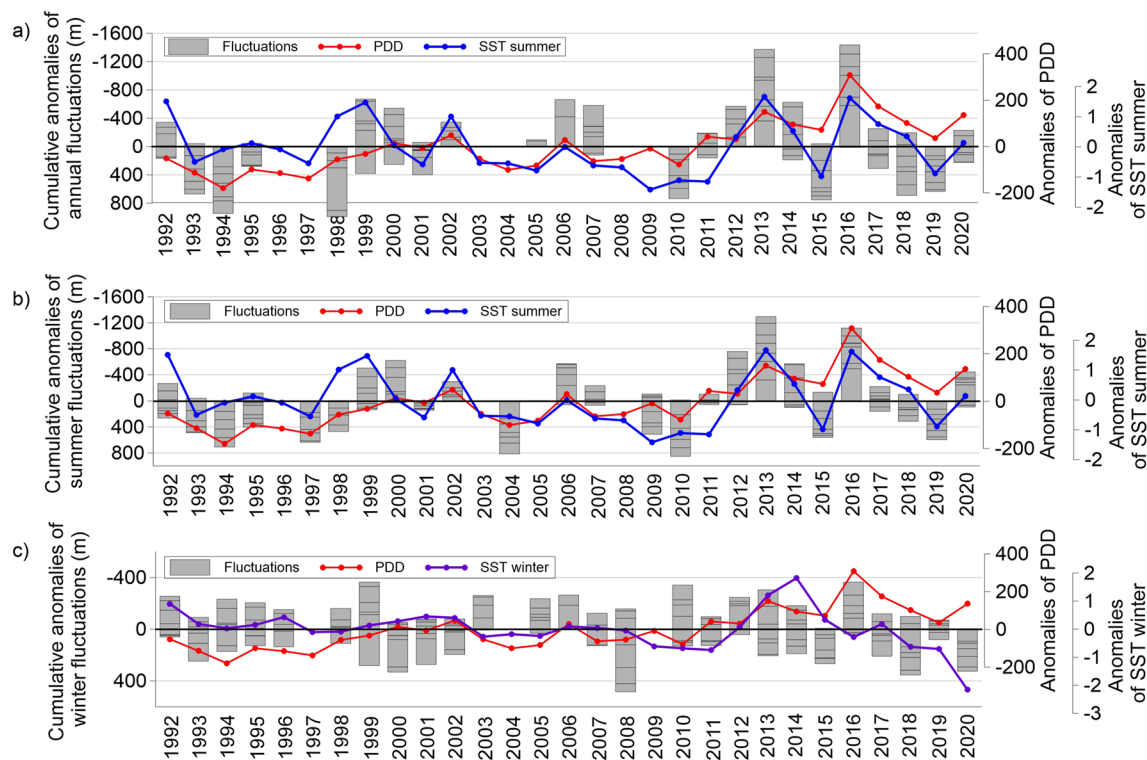 a)
Cumulative anomalies of
annual fluctuations (m)
-1600
-1200
-800
-400
0
400
800
Fluctuations PDD SST summer
400
200
0
-200
Anomalies of PDD
2
1
0
-1
-2
Anomalies
of SST summer
1992 1993 1994 1995 1996 1997 1998 1999 2000 2001 2002 2003 2004 2005 2006 2007 2008 2009 2010 2011 2012 2013 2014 2015 2016 2017 2018 2019 2020
b)
Cumulative anomalies of
summer fluctuations (m)
-1600
-1200
-800
-400
0
400
800
Fluctuations PDD SST summer
400
200
0
-200
Anomalies of PDD
2
1
0
-1
-2
Anomalies
of SST summer
1992 1993 1994 1995 1996 1997 1998 1999 2000 2001 2002 2003 2004 2005 2006 2007 2008 2009 2010 2011 2012 2013 2014 2015 2016 2017 2018 2019 2020
c)
Cumulative anomalies of
winter fluctuations (m)
-400
0
400
Fluctuations PDD SST winter
400
200
0
-200
Anomalies of PDD
2
1
0
-1
-2
-3
Anomalies
of SST winter
1992 1993 1994 1995 1996 1997 1998 1999 2000 2001 2002 2003 2004 2005 2006 2007 2008 2009 2010 2011 2012 2013 2014 2015 2016 2017 2018 2019 2020